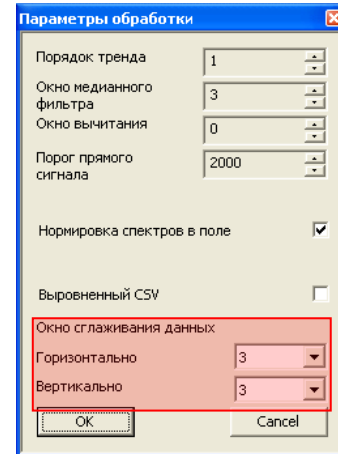 Параметры обработки
Порядок тренда 1
Окно медианного
фильтра 3
Окно вычитания 0
Порог прямого
сигнала 2000
Нормировка спектров в поле
Выровненный CSV
Окно сглаживания данных
Горизонтально 3
Вертикально 3
OK Cancel